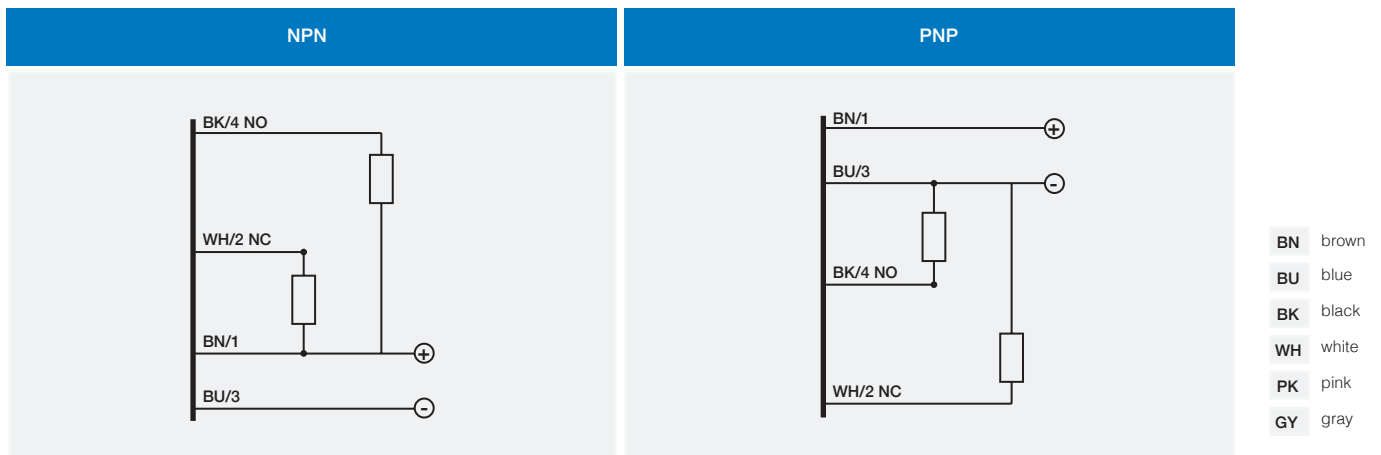 NPN
PNP
BK/4 NO
WH/2 NC
BN/1
+
BU/3
-
BN/1
+
BU/3
-
BK/4 NO
WH/2 NC
BN brown
BU blue
BK black
WH white
PK pink
GY gray